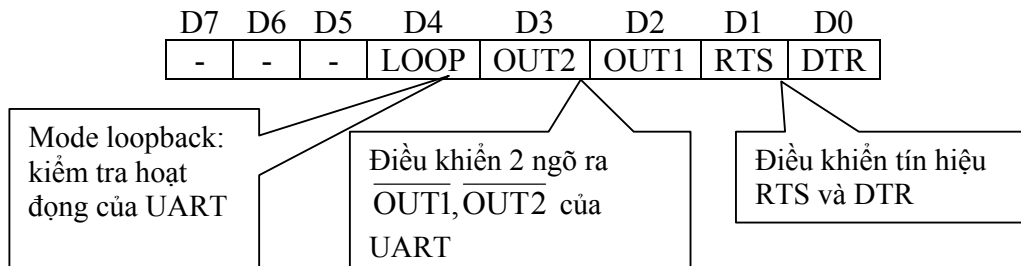 D7 D6 D5 D4 D3 D2 D1 D0
- - - LOOP OUT2 OUT1 RTS DTR
Mode loopback:
kiểm tra hoạt
đọng của UART
Điều khiển 2 ngõ ra
OUT1, OUT2 của
UART
Điều khiển tín hiệu
RTS và DTR